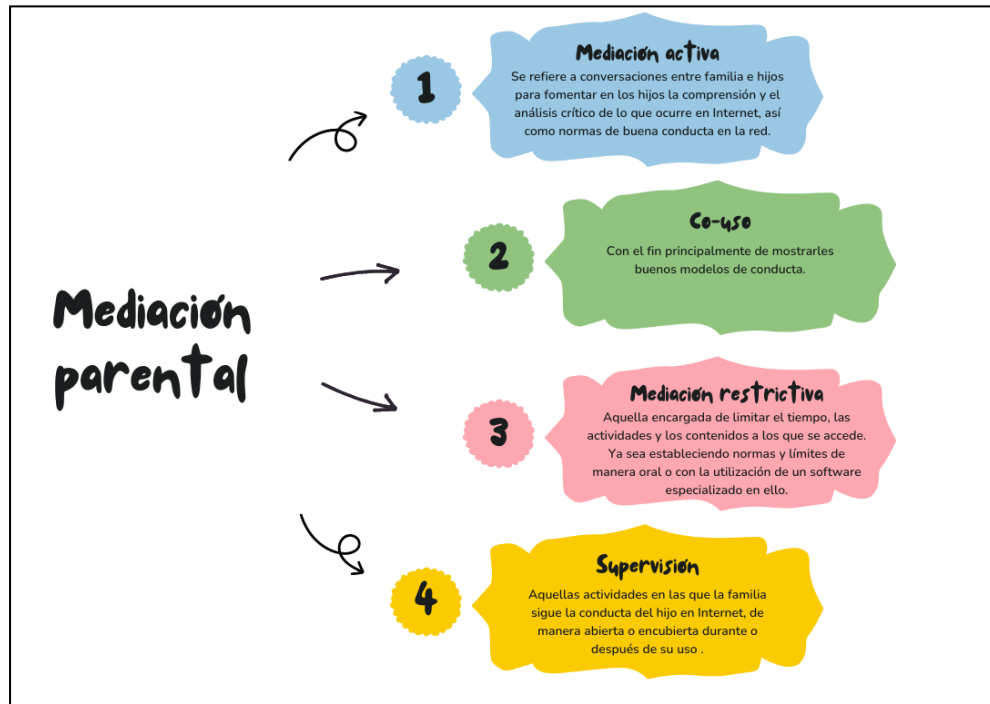 Mediación
parental
1
Mediación activa
Se refiere a conversaciones entre familia e hijos
para fomentar en los hijos la comprensión y el
análisis crítico de lo que ocurre en Internet, así
como normas de buena conducta en la red.
2
Co-uso
Con el fin principalmente de mostrarles
buenos modelos de conducta.
3
Mediación restrictiva
Aquella encargada de limitar el tiempo, las
actividades y los contenidos a los que se accede.
Ya sea estableciendo normas y límites de
manera oral o con la utilización de un software
especializado en ello.
4
Supervisión
Aquellas actividades en las que la familia
sigue la conducta del hijo en Internet, de
manera abierta o encubierta durante o
después de su uso .